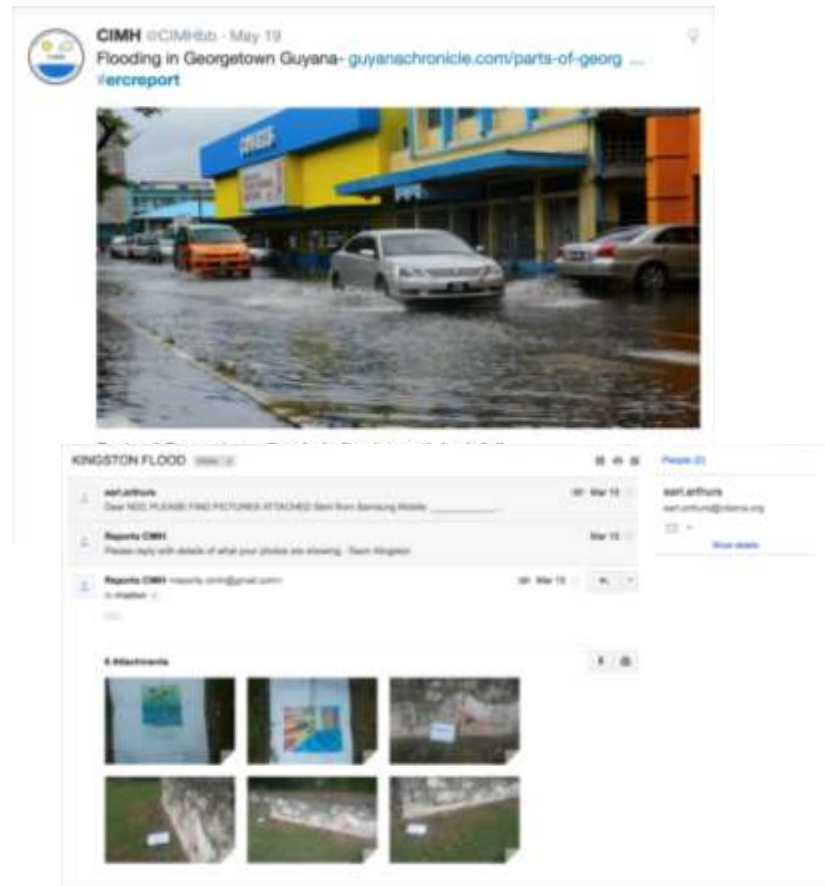 CIMH @CIMHbb · May 19
Flooding in Georgetown Guyana- guyanachronicle.com/parts-of-georg ...
#ercreport
KINGSTON FLOOD
People (2)
earl.arthurs
Mar 15
earl.arthurs
Dear NDO, PLEASE FIND PICTURES ATTACHED Sent from Samsung Mobile
Reports CIMH
Mar 15
Please reply with details of what your photos are showing. - Team Kingston
Show details
Reports CIMH
Mar 15
6 Attachments